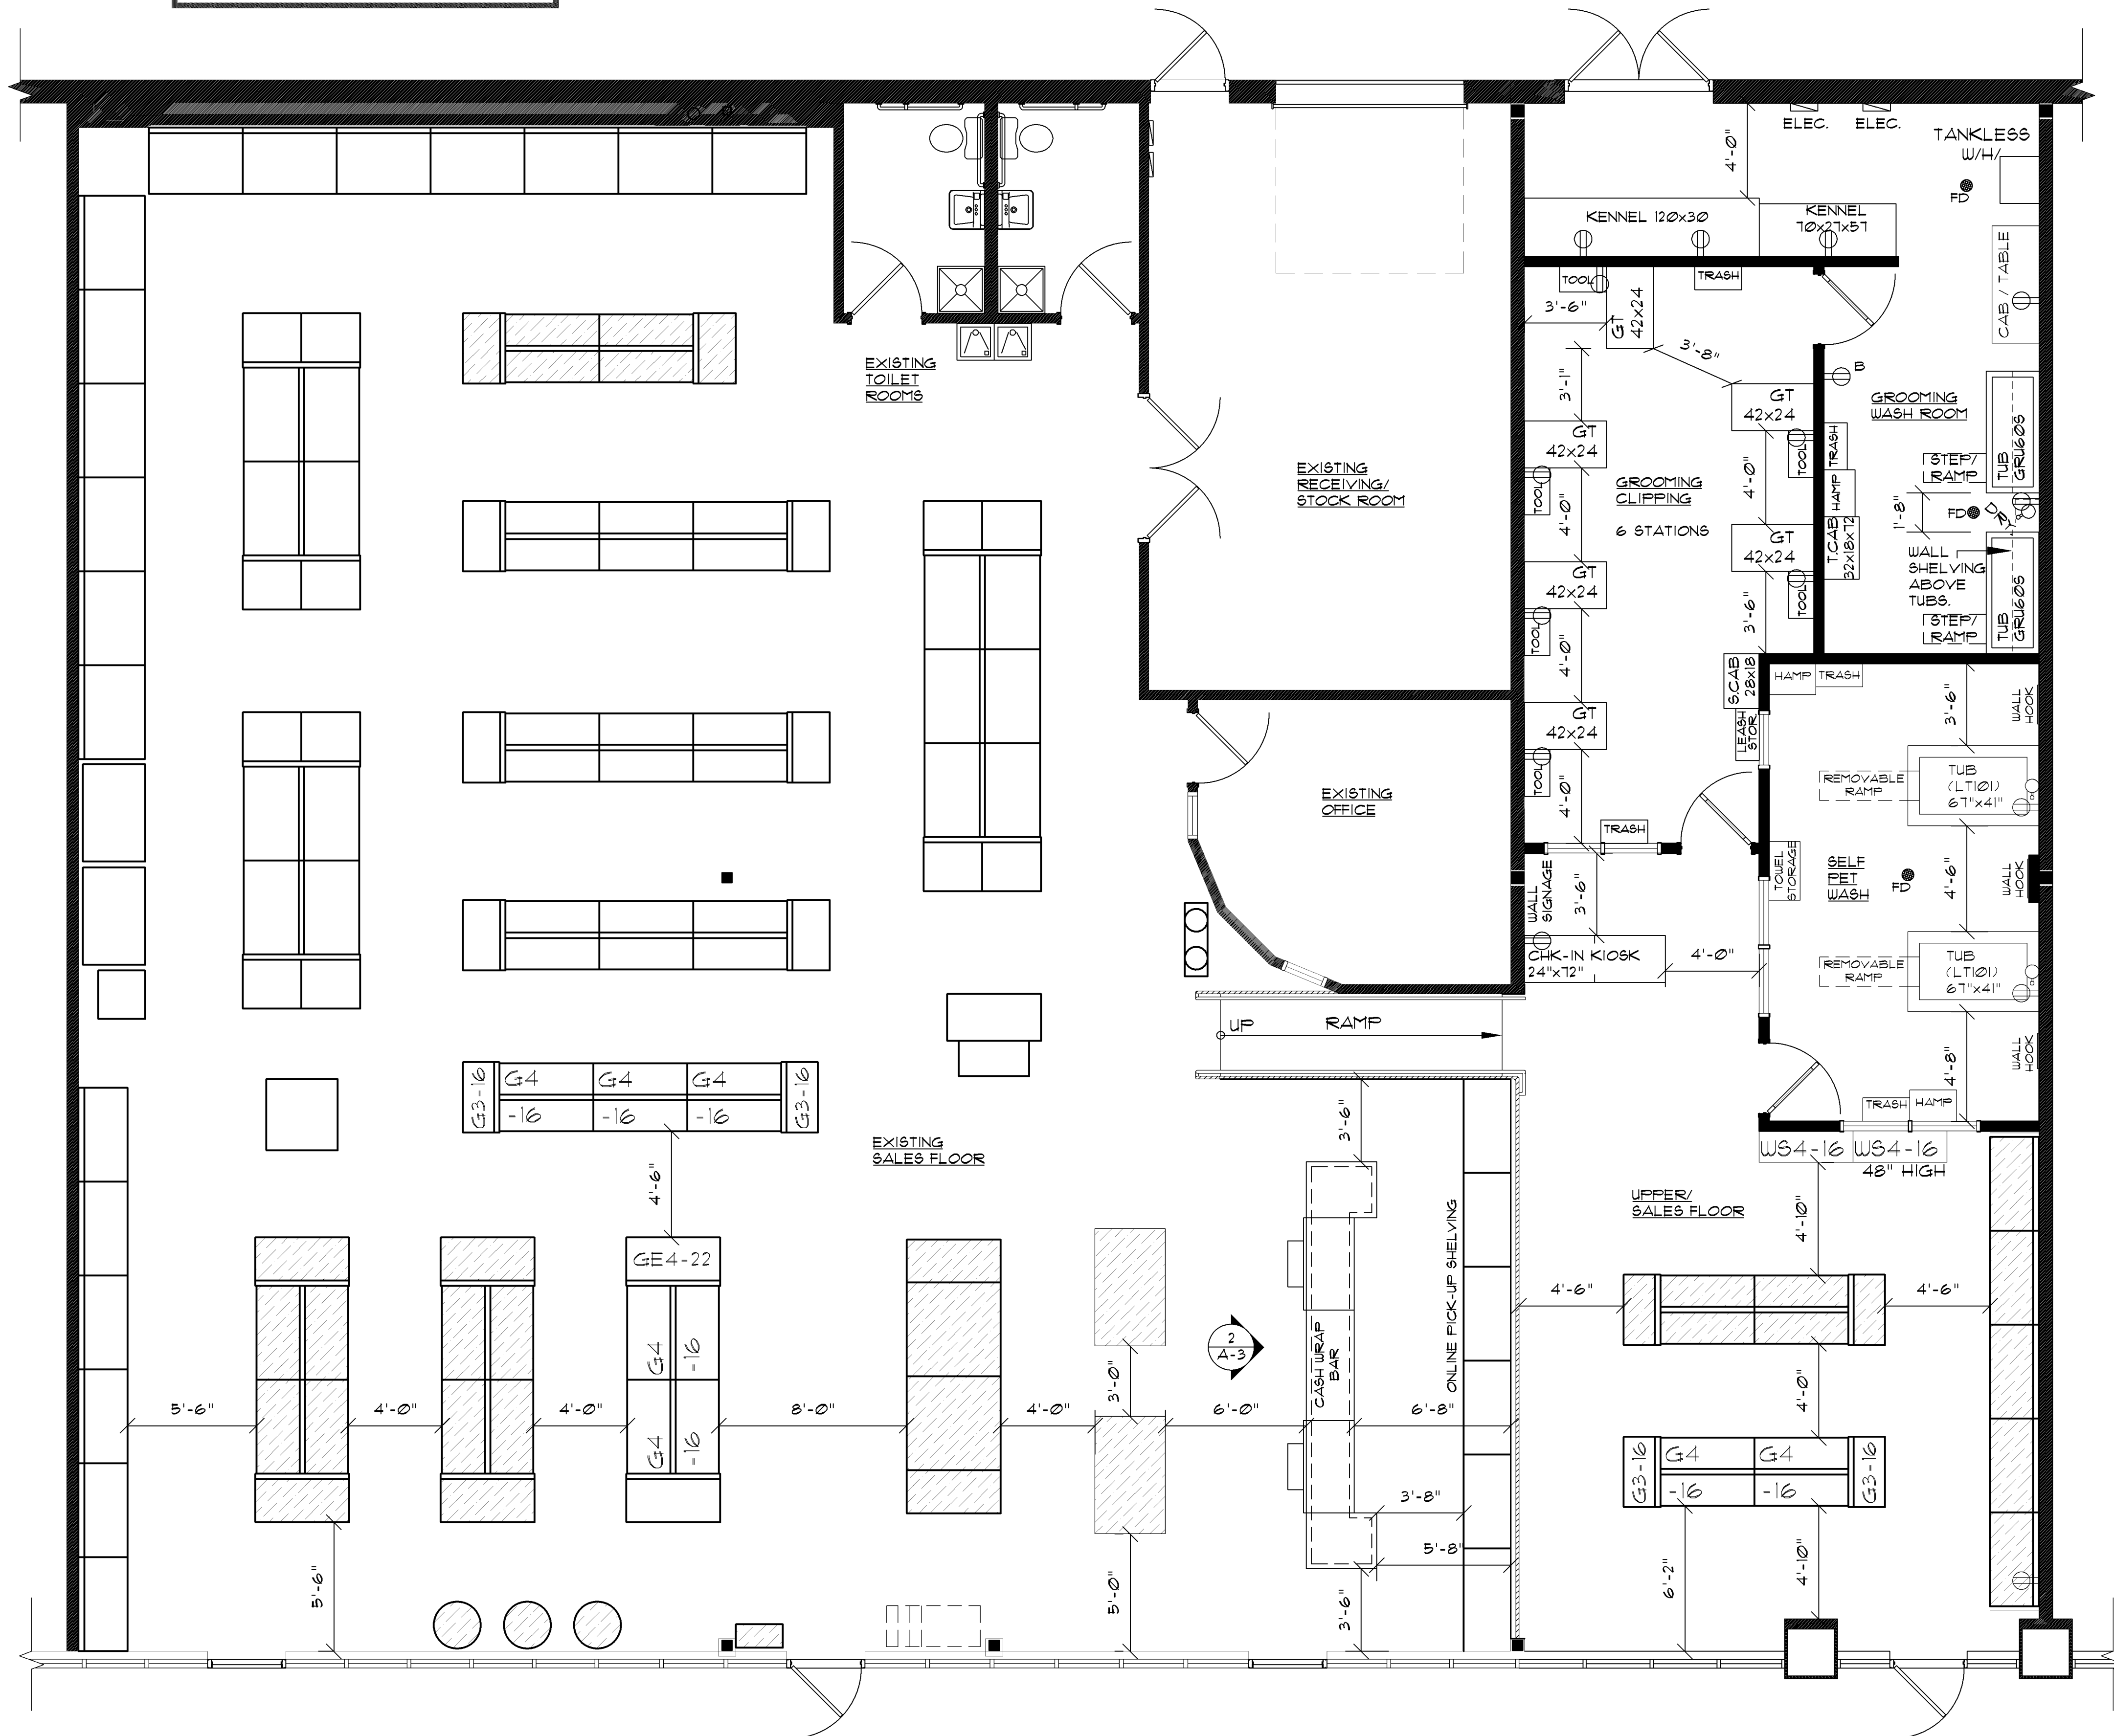 ELEC.
ELEC.
TANKLESS
W/H/
4'-0"
FD
KENNEL 120x30
KENNEL
70x27x57
CAB / TABLE
TOOL
TRASH
3'-6"
GT
42x24
3'-8"
B
EXISTING
TOILET
ROOMS
3'-1"
GT
42x24
GROOMING
WASH ROOM
GT
42x24
TOOL
TRASH
STEP/
RAMP
TUB
GRU60S
EXISTING
RECEIVING/
STOCK ROOM
TOOL
4'-0"
GROOMING
CLIPPING
6 STATIONS
4'-0"
HAMP
1'-8"
FD
DRY
GT
42x24
T.CAB
32x18x72
WALL
SHELVING
ABOVE
TUBS.
GT
42x24
TOOL
TUB
GRU60S
STEP/
RAMP
TOOL
4'-0"
3'-6"
S.CAB
28x18
HAMP
TRASH
GT
42x24
LEASH
STOR.
3'-6"
WALL
HOOK
TOOL
4'-0"
REMOVABLE
RAMP
TUB
(LT101)
67"x41"
EXISTING
OFFICE
TRASH
TOWEL
STORAGE
SELF
PET
WASH
FD
4'-6"
WALL
HOOK
WALL
SIGNAGE
3'-6"
CHK-IN KIOSK
24"x72"
4'-0"
REMOVABLE
RAMP
TUB
(LT101)
67"x41"
UP
RAMP
4'-8"
WALL
HOOK
G3-16
G4
-16
G4
-16
G4
-16
G3-16
TRASH
HAMP
3'-6"
EXISTING
SALES FLOOR
WS4-16
WS4-16
48" HIGH
4'-6"
UPPER/
SALES FLOOR
4'-10"
GE4-22
ONLINE PICK-UP SHELVING
4'-6"
4'-6"
G4
-16
G4
-16
2
A-3
CASH WRAP
BAR
3'-0"
5'-6"
4'-0"
4'-0"
8'-0"
4'-0"
6'-0"
6'-8"
4'-0"
G3-16
G4
-16
G4
-16
G3-16
3'-8"
5'-8"
5'-6"
5'-0"
3'-6"
6'-2"
4'-10"